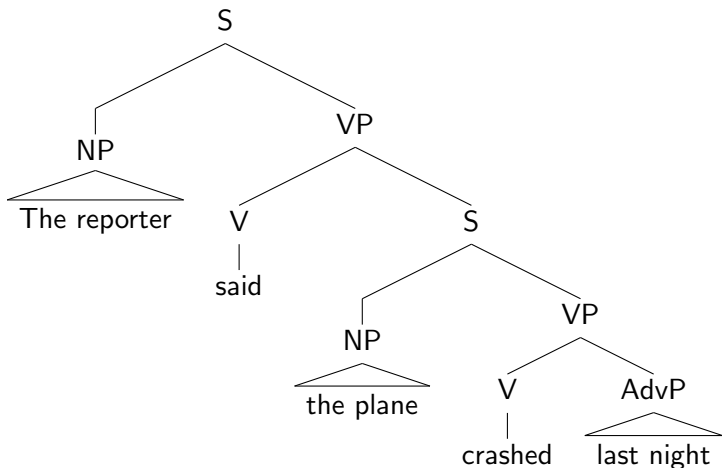 S
NP VP
The reporter
V S
said
NP VP
the plane
V AdvP
crashed last night